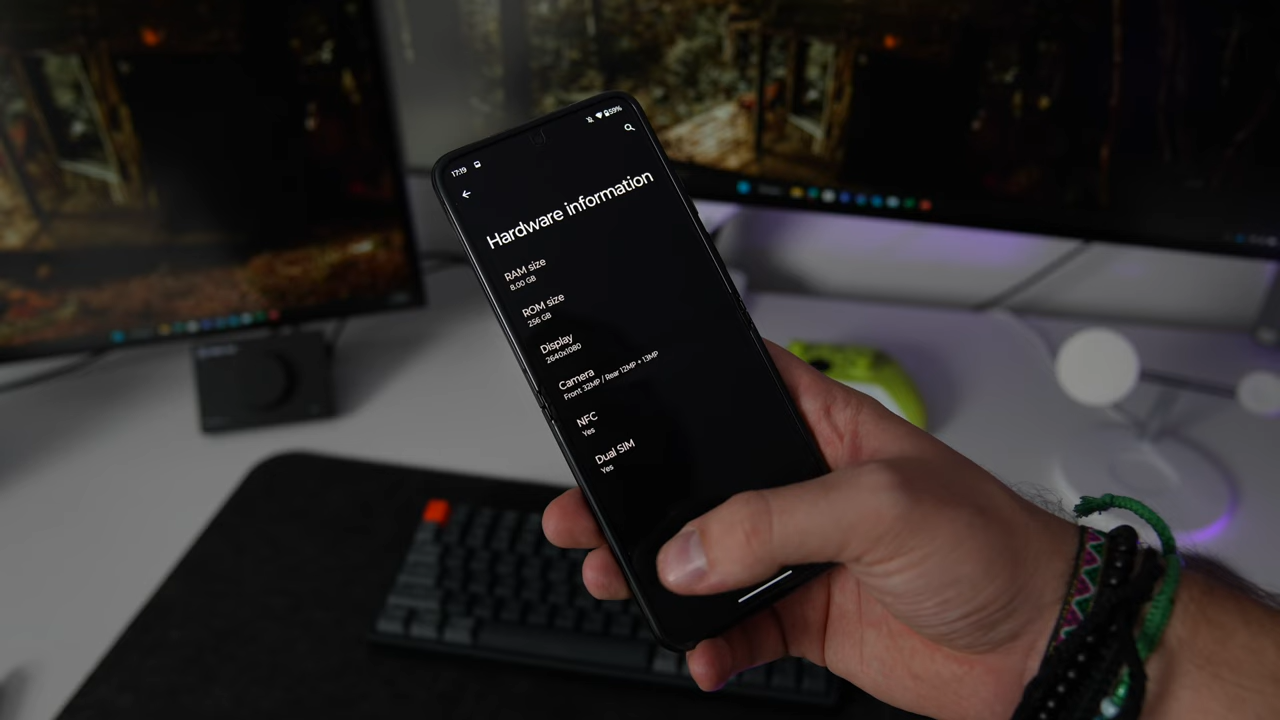 17:19
59%
Hardware information
RAM size
8.00 GB
ROM size
256 GB
Display
2640x1080
Camera
Front 32MP / Rear 12MP + 13MP
NFC
Yes
Dual SIM
Yes